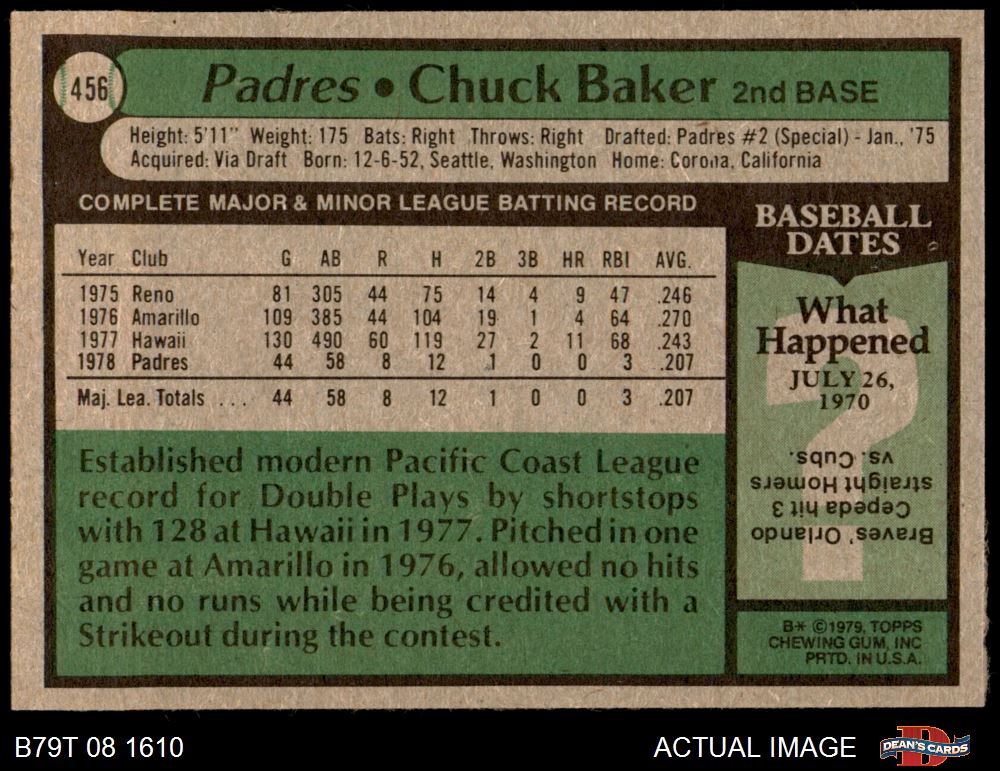 456
Padres • Chuck Baker 2nd BASE
Height: 5'11" Weight: 175 Bats: Right Throws: Right Drafted: Padres #2 (Special) - Jan., '75
Acquired: Via Draft Born: 12-6-52, Seattle, Washington Home: Corona, California
COMPLETE MAJOR & MINOR LEAGUE BATTING RECORD
Year Club G AB R H 2B 3B HR RBI AVG.
1975 Reno 81 305 44 75 14 4 9 47 .246
1976 Amarillo 109 385 44 104 19 1 4 64 .270
1977 Hawaii 130 490 60 119 27 2 11 68 .243
1978 Padres 44 58 8 12 1 0 0 3 .207
Maj. Lea. Totals ... 44 58 8 12 1 0 0 3 .207
Established modern Pacific Coast League
record for Double Plays by shortstops
with 128 at Hawaii in 1977. Pitched in one
game at Amarillo in 1976, allowed no hits
and no runs while being credited with a
Strikeout during the contest.
BASEBALL
DATES
What
Happened
JULY 26,
1970
?
Braves' Orlando
Cepeda hit 3
straight Homers
vs. Cubs.
B* ©1979, TOPPS
CHEWING GUM, INC
PRTD. IN U.S.A.
B79T 08 1610
ACTUAL IMAGE
D
DEAN'S CARDS